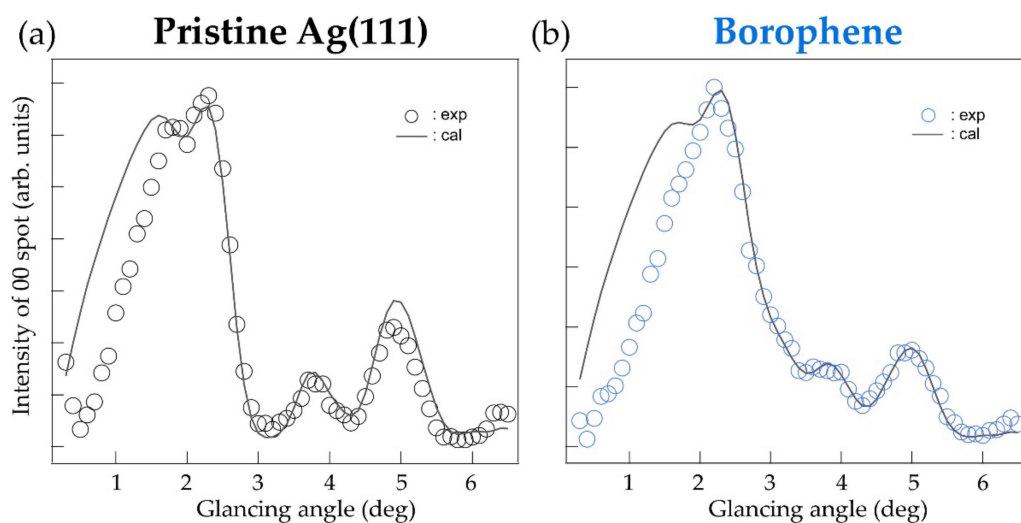 (a) Pristine Ag(111)
Intensity of 00 spot (arb. units)
: exp
: cal
1 2 3 4 5 6
Glancing angle (deg)
(b) Borophene
: exp
: cal
1 2 3 4 5 6
Glancing angle (deg)